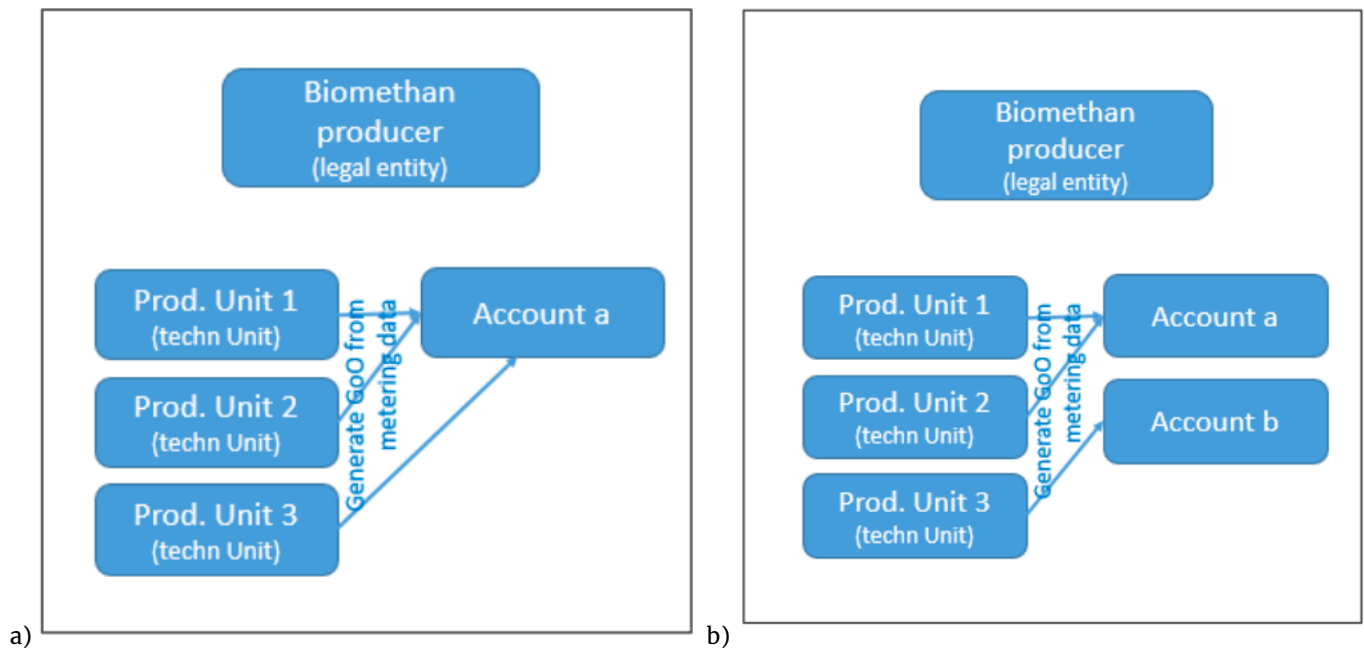 Biomethan
producer
(legal entity)
Prod. Unit 1
(techn Unit)
Prod. Unit 2
(techn Unit)
Prod. Unit 3
(techn Unit)
Generate GoO from
metering data
Account a
a)
Biomethan
producer
(legal entity)
Prod. Unit 1
(techn Unit)
Prod. Unit 2
(techn Unit)
Prod. Unit 3
(techn Unit)
Generate GoO from
metering data
Account a
Account b
b)